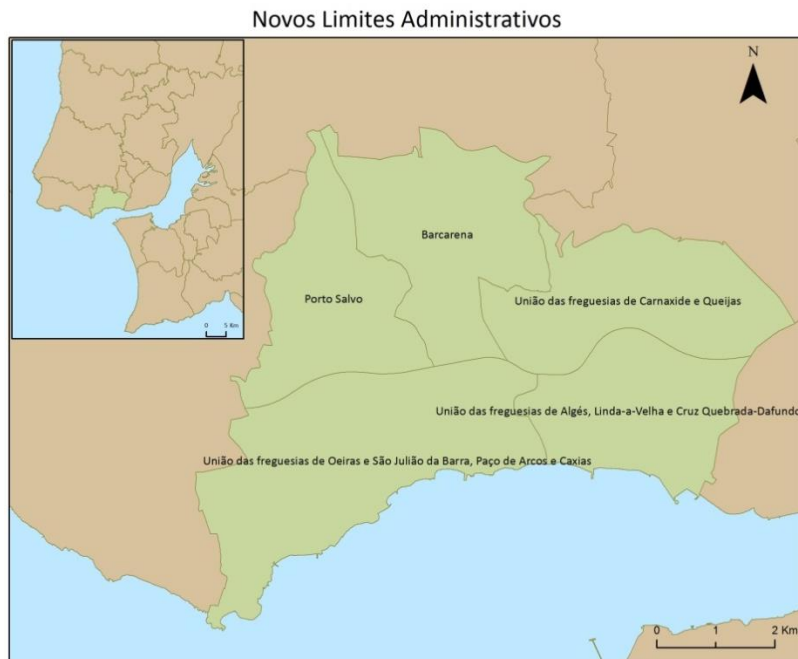 Novos Limites Administrativos
N
0 5 Km
Barcarena
Porto Salvo
União das freguesias de Carnaxide e Queijas
União das freguesias de Algés, Linda-a-Velha e Cruz Quebrada-Dafundo
União das freguesias de Oeiras e São Julião da Barra, Paço de Arcos e Caxias
0 1 2 Km